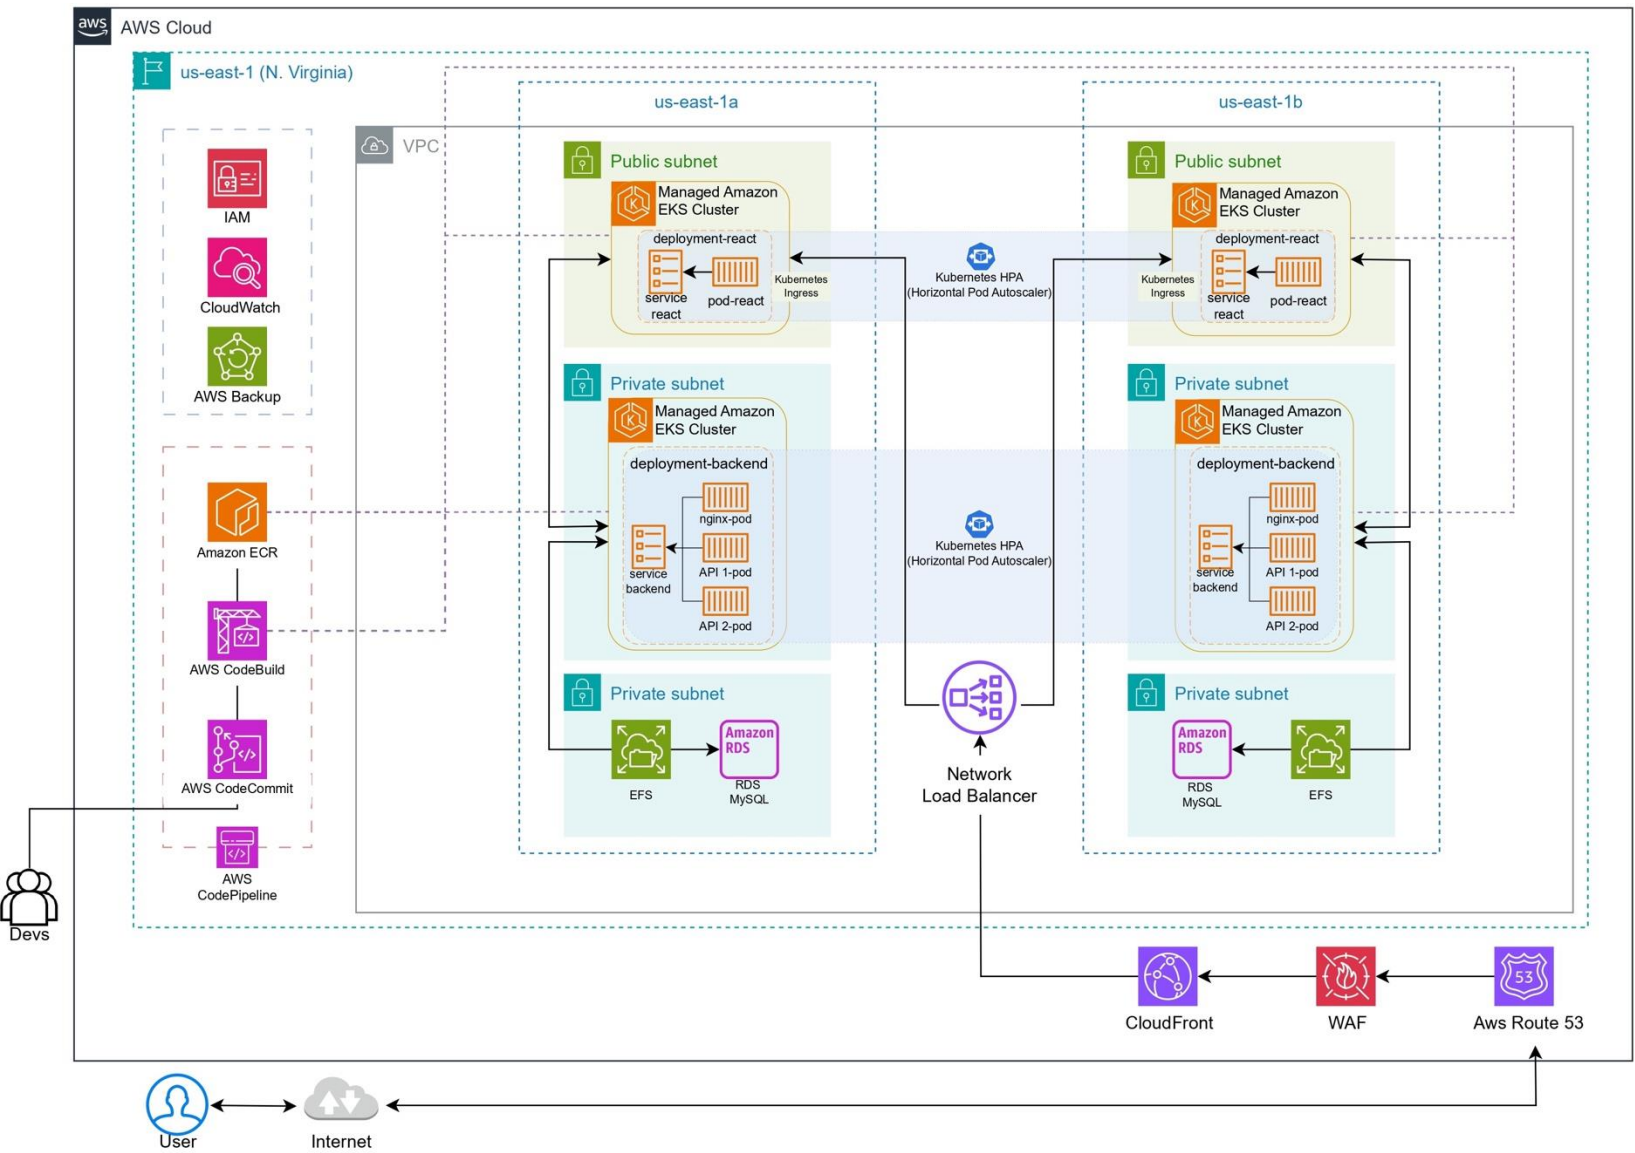 aws
AWS Cloud
us-east-1 (N. Virginia)
us-east-1a
us-east-1b
VPC
IAM
CloudWatch
AWS Backup
Amazon ECR
AWS CodeBuild
AWS CodeCommit
AWS
CodePipeline
Devs
Public subnet
Managed Amazon
EKS Cluster
deployment-react
service
react
pod-react
Kubernetes
Ingress
Private subnet
Managed Amazon
EKS Cluster
deployment-backend
nginx-pod
API 1-pod
API 2-pod
service
backend
Private subnet
EFS
Amazon
RDS
RDS
MySQL
Kubernetes HPA
(Horizontal Pod Autoscaler)
Kubernetes HPA
(Horizontal Pod Autoscaler)
Network
Load Balancer
Public subnet
Managed Amazon
EKS Cluster
deployment-react
Kubernetes
Ingress
service
react
pod-react
Private subnet
Managed Amazon
EKS Cluster
deployment-backend
nginx-pod
API 1-pod
API 2-pod
service
backend
Private subnet
Amazon
RDS
RDS
MySQL
EFS
CloudFront
WAF
53
Aws Route 53
User
Internet